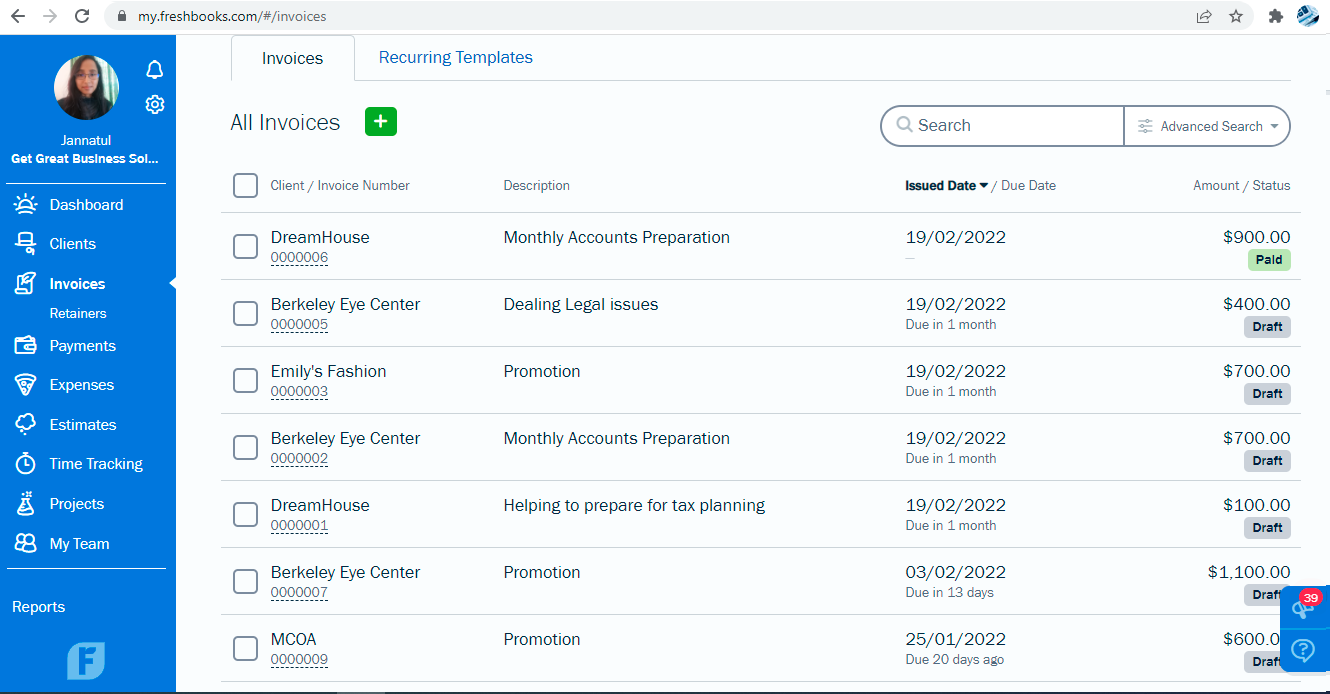 my.freshbooks.com/#/invoices
Jannatul
Get Great Business Sol...
Dashboard
Clients
Invoices
Retainers
Payments
Expenses
Estimates
Time Tracking
Projects
My Team
Reports
F
Invoices Recurring Templates
All Invoices +
Search Advanced Search
Client / Invoice Number Description Issued Date / Due Date Amount / Status
DreamHouse Monthly Accounts Preparation 19/02/2022 $900.00
0000006 — Paid
Berkeley Eye Center Dealing Legal issues 19/02/2022 $400.00
0000005 Due in 1 month Draft
Emily's Fashion Promotion 19/02/2022 $700.00
0000003 Due in 1 month Draft
Berkeley Eye Center Monthly Accounts Preparation 19/02/2022 $700.00
0000002 Due in 1 month Draft
DreamHouse Helping to prepare for tax planning 19/02/2022 $100.00
0000001 Due in 1 month Draft
Berkeley Eye Center Promotion 03/02/2022 $1,100.00
0000007 Due in 13 days Draft
39
MCOA Promotion 25/01/2022 $600.0
0000009 Due 20 days ago Draft
?